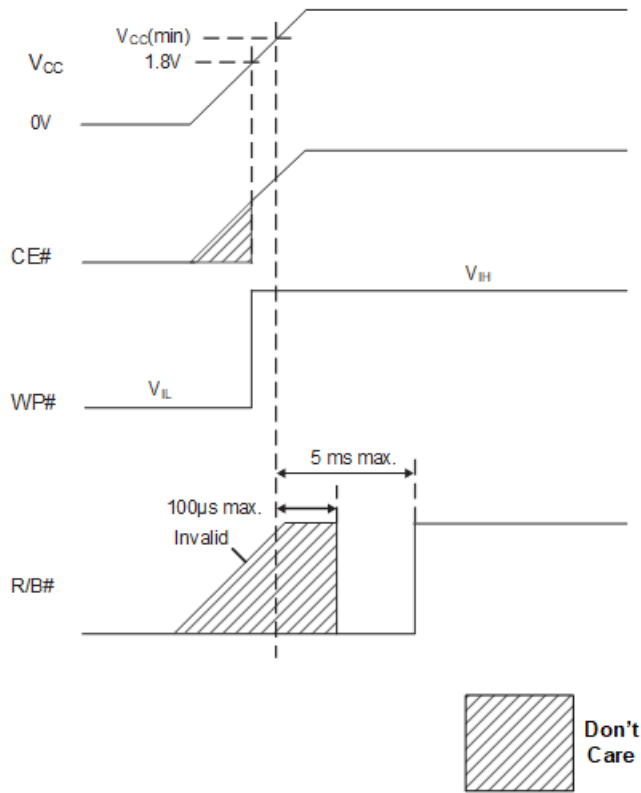 VCC(min)
VCC
1.8V
0V
CE#
VIH
VIL
WP#
5 ms max.
100µs max.
Invalid
R/B#
Don't
Care